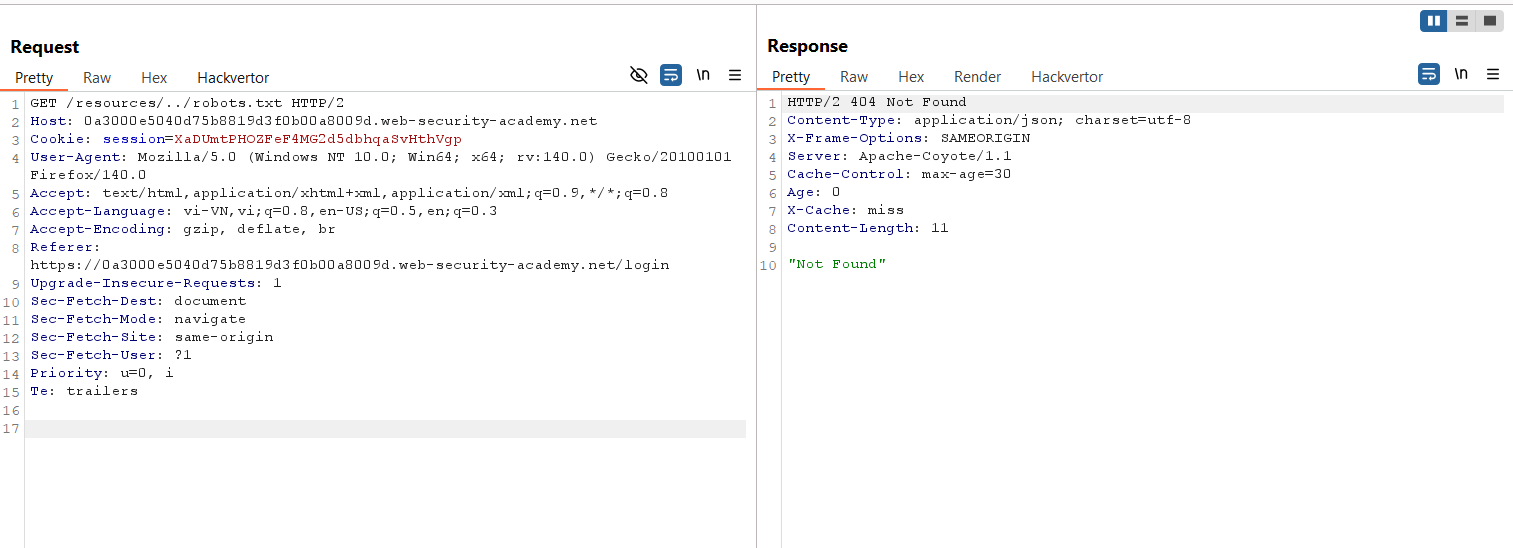 Request
Pretty Raw Hex Hackvertor \n
1 GET /resources/../robots.txt HTTP/2
2 Host: 0a3000e5040d75b8819d3f0b00a8009d.web-security-academy.net
3 Cookie: session=XaDUmtPHOZFeF4MG2d5dbhqaSvHthVgp
4 User-Agent: Mozilla/5.0 (Windows NT 10.0; Win64; x64; rv:140.0) Gecko/20100101
Firefox/140.0
5 Accept: text/html,application/xhtml+xml,application/xml;q=0.9,*/*;q=0.8
6 Accept-Language: vi-VN,vi;q=0.8,en-US;q=0.5,en;q=0.3
7 Accept-Encoding: gzip, deflate, br
8 Referer:
https://0a3000e5040d75b8819d3f0b00a8009d.web-security-academy.net/login
9 Upgrade-Insecure-Requests: 1
10 Sec-Fetch-Dest: document
11 Sec-Fetch-Mode: navigate
12 Sec-Fetch-Site: same-origin
13 Sec-Fetch-User: ?1
14 Priority: u=0, i
15 Te: trailers
16
17
Response
Pretty Raw Hex Render Hackvertor \n
1 HTTP/2 404 Not Found
2 Content-Type: application/json; charset=utf-8
3 X-Frame-Options: SAMEORIGIN
4 Server: Apache-Coyote/1.1
5 Cache-Control: max-age=30
6 Age: 0
7 X-Cache: miss
8 Content-Length: 11
9
10 "Not Found"